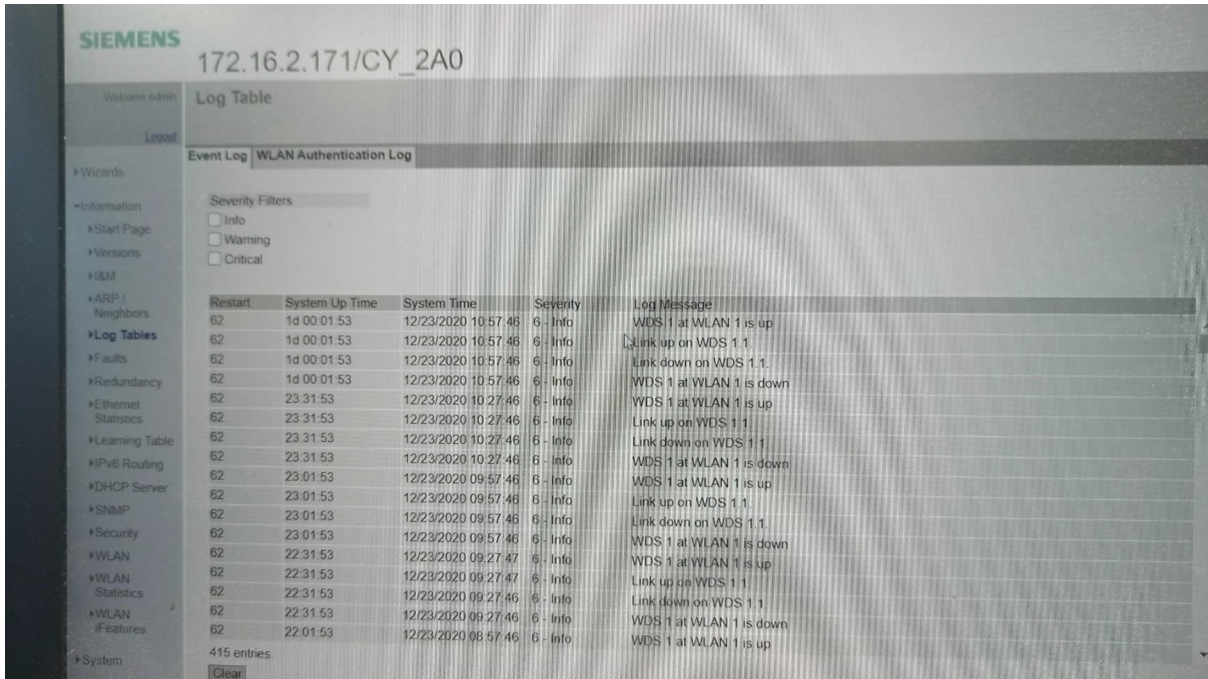 SIEMENS
172.16.2.171/CY_2A0
Welcome admin
Log Table
Logout
Event Log WLAN Authentication Log
▸Wizards
▾Information
▸Start Page
▸Versions
▸I&M
▸ARP /
Neighbors
▸Log Tables
▸Faults
▸Redundancy
▸Ethernet
Statistics
▸Learning Table
▸IPv6 Routing
▸DHCP Server
▸SNMP
▸Security
▸WLAN
▸WLAN
Statistics
▸WLAN
iFeatures
▸System
Severity Filters
Info
Warning
Critical
Restart System Up Time System Time Severity Log Message
62 1d 00:01:53 12/23/2020 10:57:46 6 - Info WDS 1 at WLAN 1 is up
62 1d 00:01:53 12/23/2020 10:57:46 6 - Info Link up on WDS 1.1.
62 1d 00:01:53 12/23/2020 10:57:46 6 - Info Link down on WDS 1.1.
62 1d 00:01:53 12/23/2020 10:57:46 6 - Info WDS 1 at WLAN 1 is down
62 23:31:53 12/23/2020 10:27:46 6 - Info WDS 1 at WLAN 1 is up
62 23:31:53 12/23/2020 10:27:46 6 - Info Link up on WDS 1.1.
62 23:31:53 12/23/2020 10:27:46 6 - Info Link down on WDS 1.1.
62 23:31:53 12/23/2020 10:27:46 6 - Info WDS 1 at WLAN 1 is down
62 23:01:53 12/23/2020 09:57:46 6 - Info WDS 1 at WLAN 1 is up
62 23:01:53 12/23/2020 09:57:46 6 - Info Link up on WDS 1.1.
62 23:01:53 12/23/2020 09:57:46 6 - Info Link down on WDS 1.1.
62 23:01:53 12/23/2020 09:57:46 6 - Info WDS 1 at WLAN 1 is down
62 22:31:53 12/23/2020 09:27:47 6 - Info WDS 1 at WLAN 1 is up
62 22:31:53 12/23/2020 09:27:47 6 - Info Link up on WDS 1.1.
62 22:31:53 12/23/2020 09:27:46 6 - Info Link down on WDS 1.1.
62 22:31:53 12/23/2020 09:27:46 6 - Info WDS 1 at WLAN 1 is down
62 22:01:53 12/23/2020 08:57:46 6 - Info WDS 1 at WLAN 1 is up
415 entries.
Clear